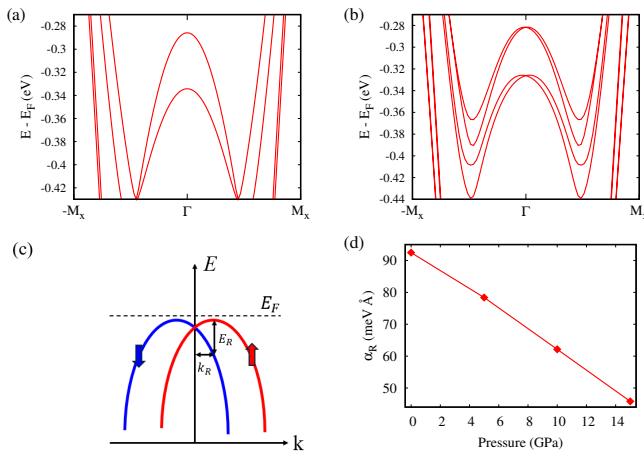 (a)
E - E_F (eV)
-0.28
-0.3
-0.32
-0.34
-0.36
-0.38
-0.4
-0.42
-M_x
Γ
M_x
(b)
E - E_F (eV)
-0.28
-0.3
-0.32
-0.34
-0.36
-0.38
-0.4
-0.42
-0.44
-M_x
Γ
M_x
(c)
E
E_F
E_R
k_R
k
(d)
α_R (meV Å)
90
80
70
60
50
0
2
4
6
8
10
12
14
Pressure (GPa)